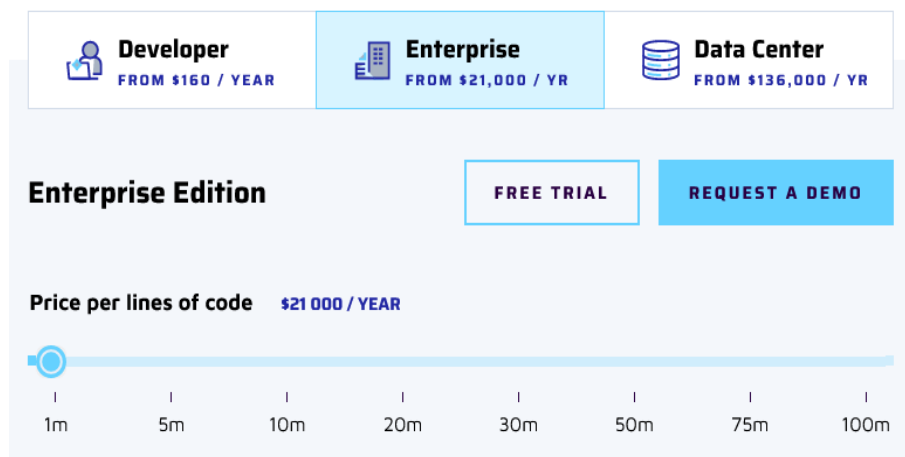 Developer
FROM $160 / YEAR
Enterprise
FROM $21,000 / YR
Data Center
FROM $136,000 / YR
Enterprise Edition
FREE TRIAL
REQUEST A DEMO
Price per lines of code $21 000 / YEAR
1m 5m 10m 20m 30m 50m 75m 100m